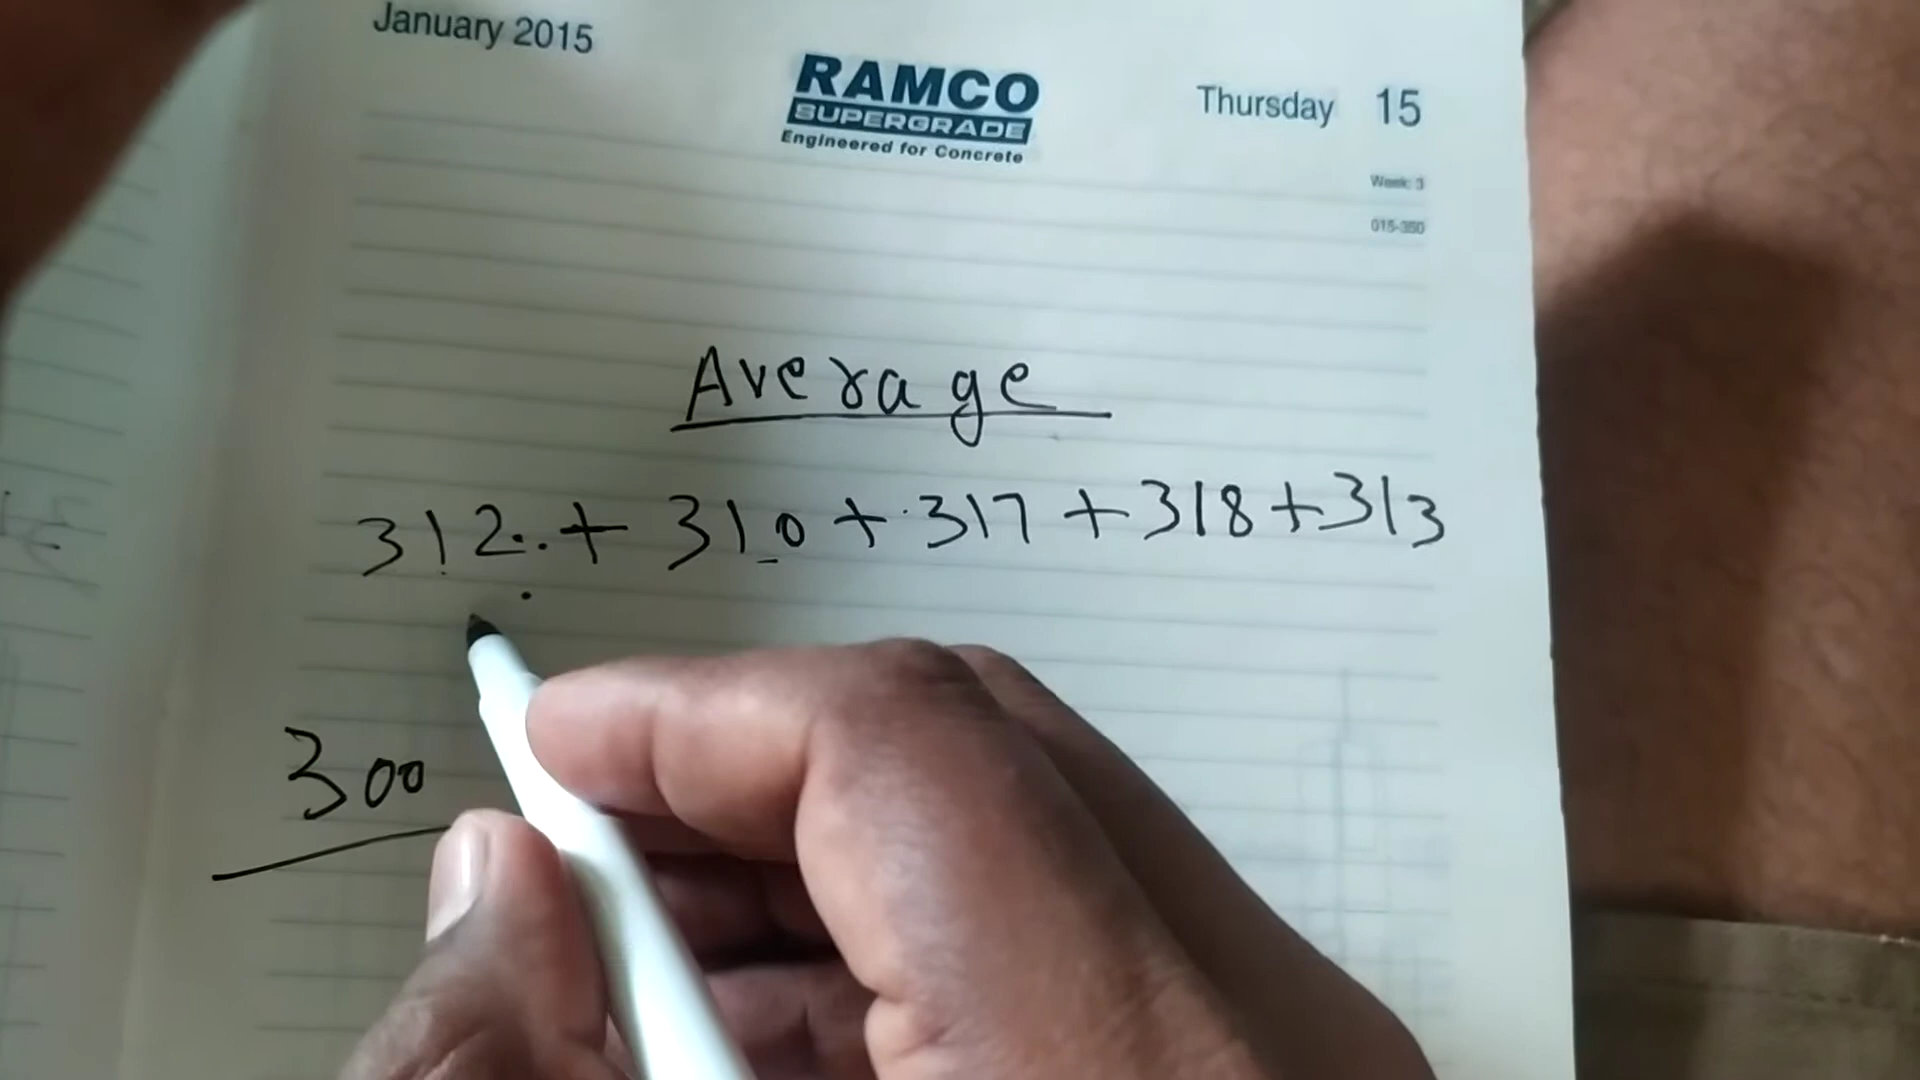 January 2015
RAMCO
SUPERGRADE
Engineered for Concrete
Thursday 15
Week: 3
015-350
Average
312 + 310 + 317 + 318 + 313
300